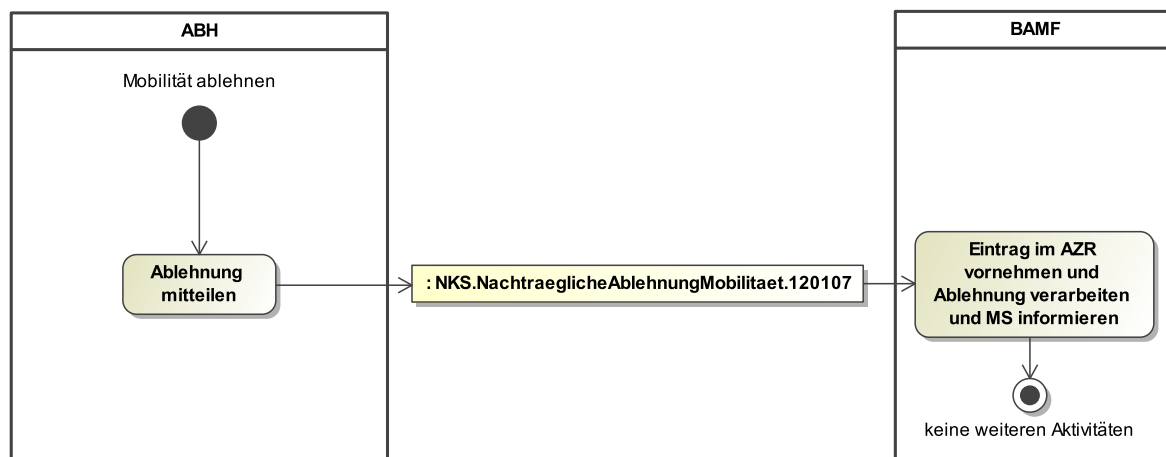 ABH
BAMF
Mobilität ablehnen
Ablehnung
mitteilen
: NKS.NachtraeglicheAblehnungMobilitaet.120107
Eintrag im AZR
vornehmen und
Ablehnung verarbeiten
und MS informieren
keine weiteren Aktivitäten